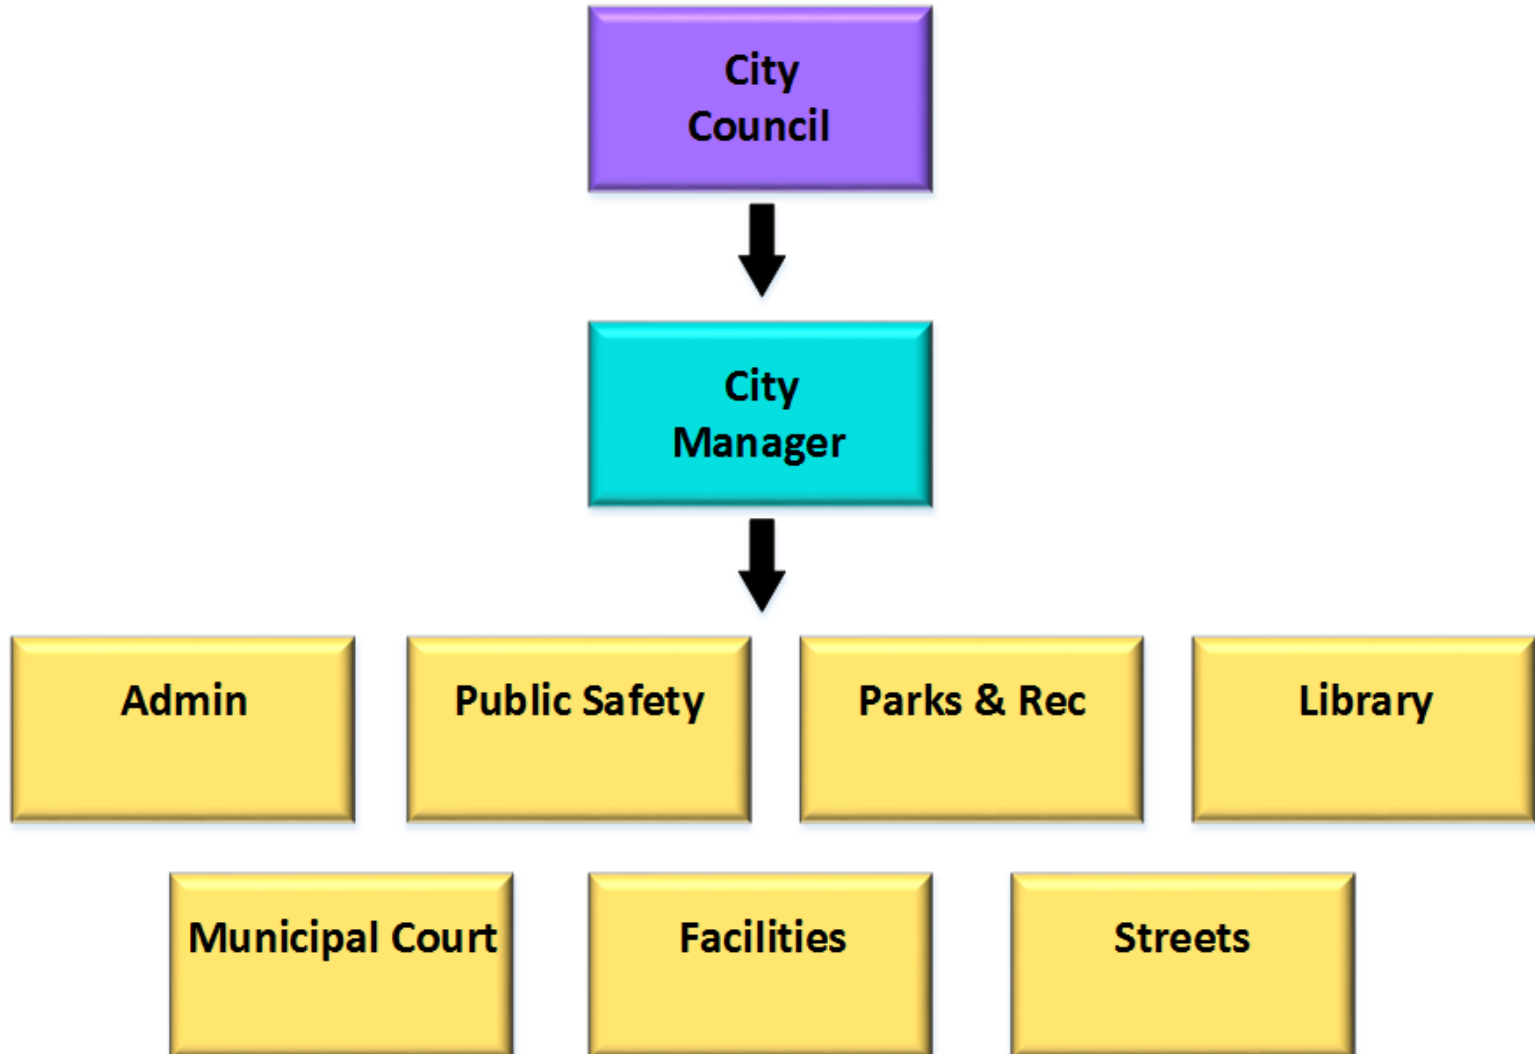 City
Council
City
Manager
Admin
Public Safety
Parks & Rec
Library
Municipal Court
Facilities
Streets